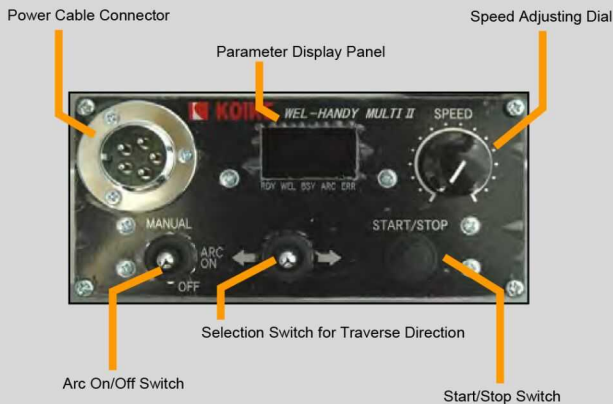 Power Cable Connector
Speed Adjusting Dial
Parameter Display Panel
KOIKE WEL-HANDY MULTI II SPEED
RDY WEL BSY ARC ERR
MANUAL
START/STOP
ARC
ON
OFF
Selection Switch for Traverse Direction
Arc On/Off Switch
Start/Stop Switch